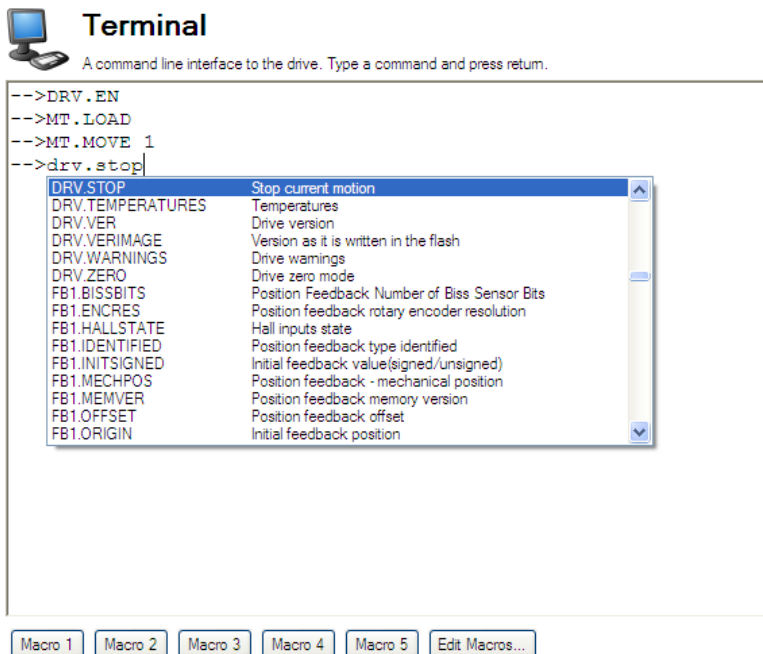 Terminal
A command line interface to the drive. Type a command and press return.
-->DRV.EN
-->MT.LOAD
-->MT.MOVE 1
-->drv.stop
DRV.STOP Stop current motion
DRV.TEMPERATURES Temperatures
DRV.VER Drive version
DRV.VERIMAGE Version as it is written in the flash
DRV.WARNINGS Drive warnings
DRV.ZERO Drive zero mode
FB1.BISSBITS Position Feedback Number of Biss Sensor Bits
FB1.ENCRES Position feedback rotary encoder resolution
FB1.HALLSTATE Hall inputs state
FB1.IDENTIFIED Position feedback type identified
FB1.INITSIGNED Initial feedback value(signed/unsigned)
FB1.MECHPOS Position feedback - mechanical position
FB1.MEMVER Position feedback memory version
FB1.OFFSET Position feedback offset
FB1.ORIGIN Initial feedback position
Macro 1 Macro 2 Macro 3 Macro 4 Macro 5 Edit Macros...